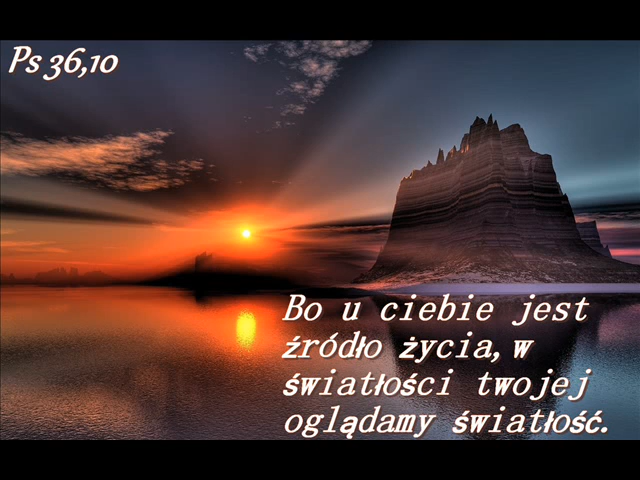 Ps 36,10
Bo u ciebie jest
źródło życia, w
światłości twojej
oglądamy światłość.